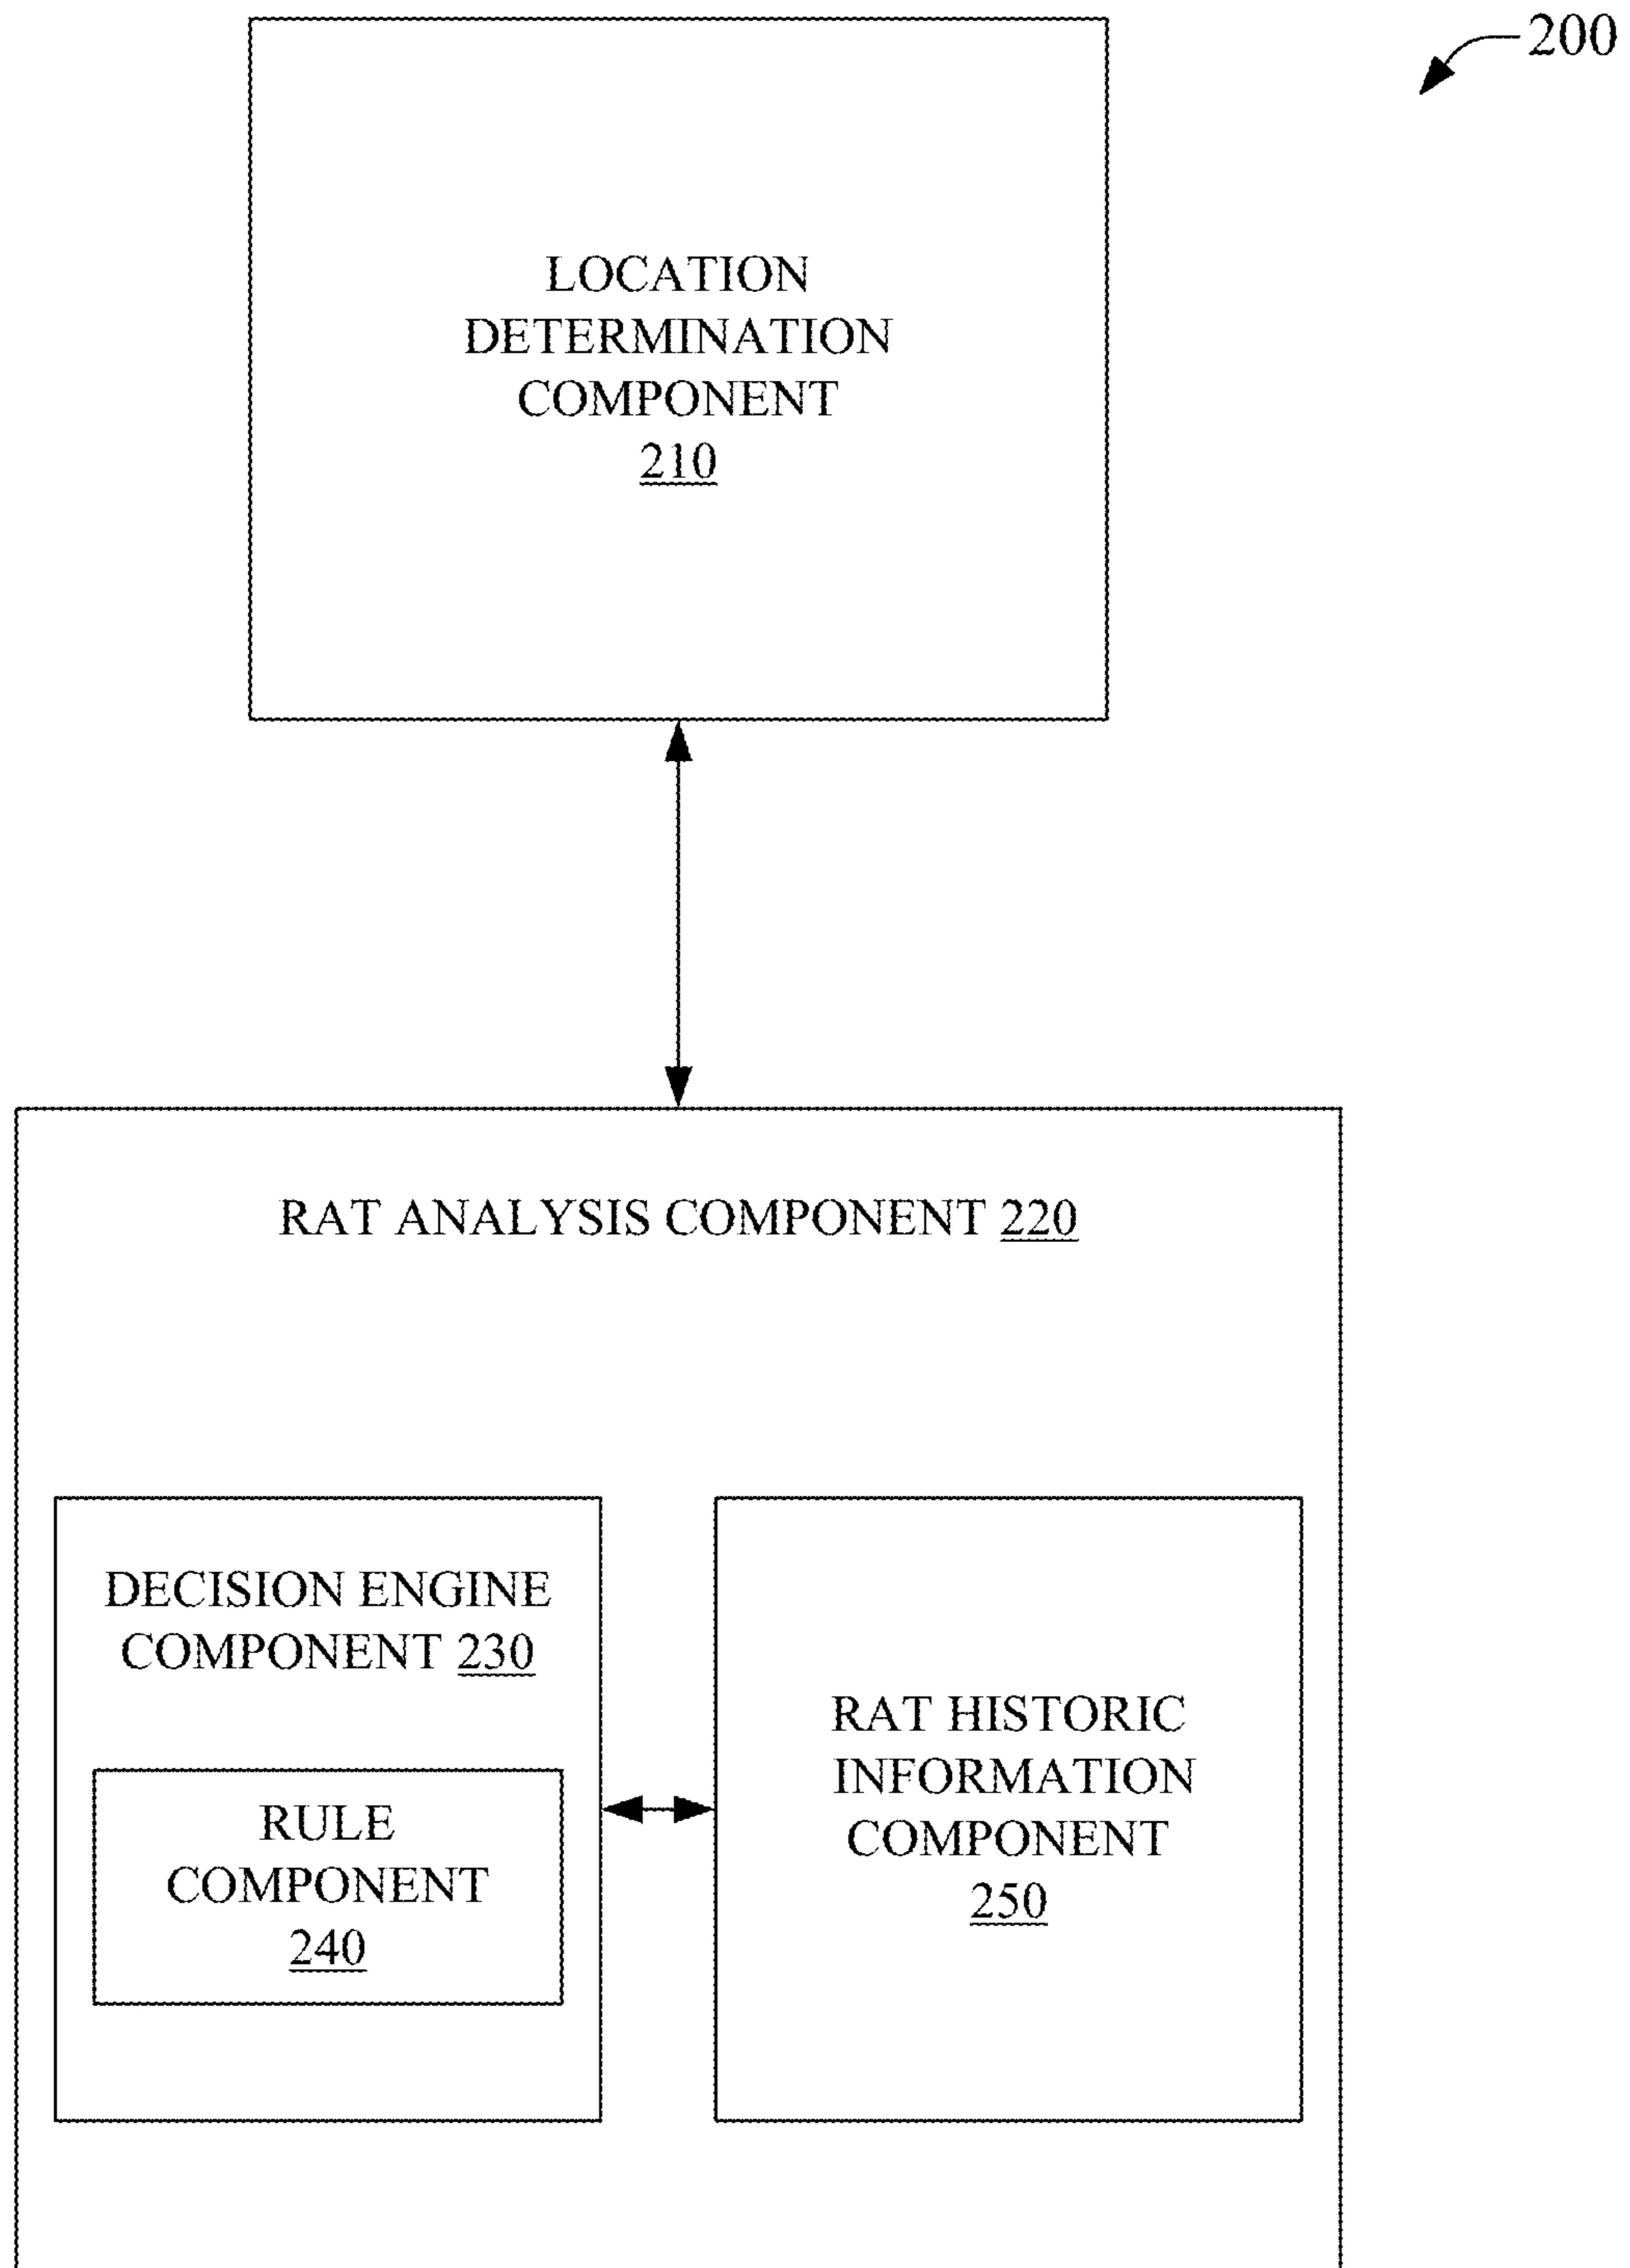 200
LOCATION
DETERMINATION
COMPONENT
210
RAT ANALYSIS COMPONENT 220
DECISION ENGINE
COMPONENT 230
RULE
COMPONENT
240
RAT HISTORIC
INFORMATION
COMPONENT
250